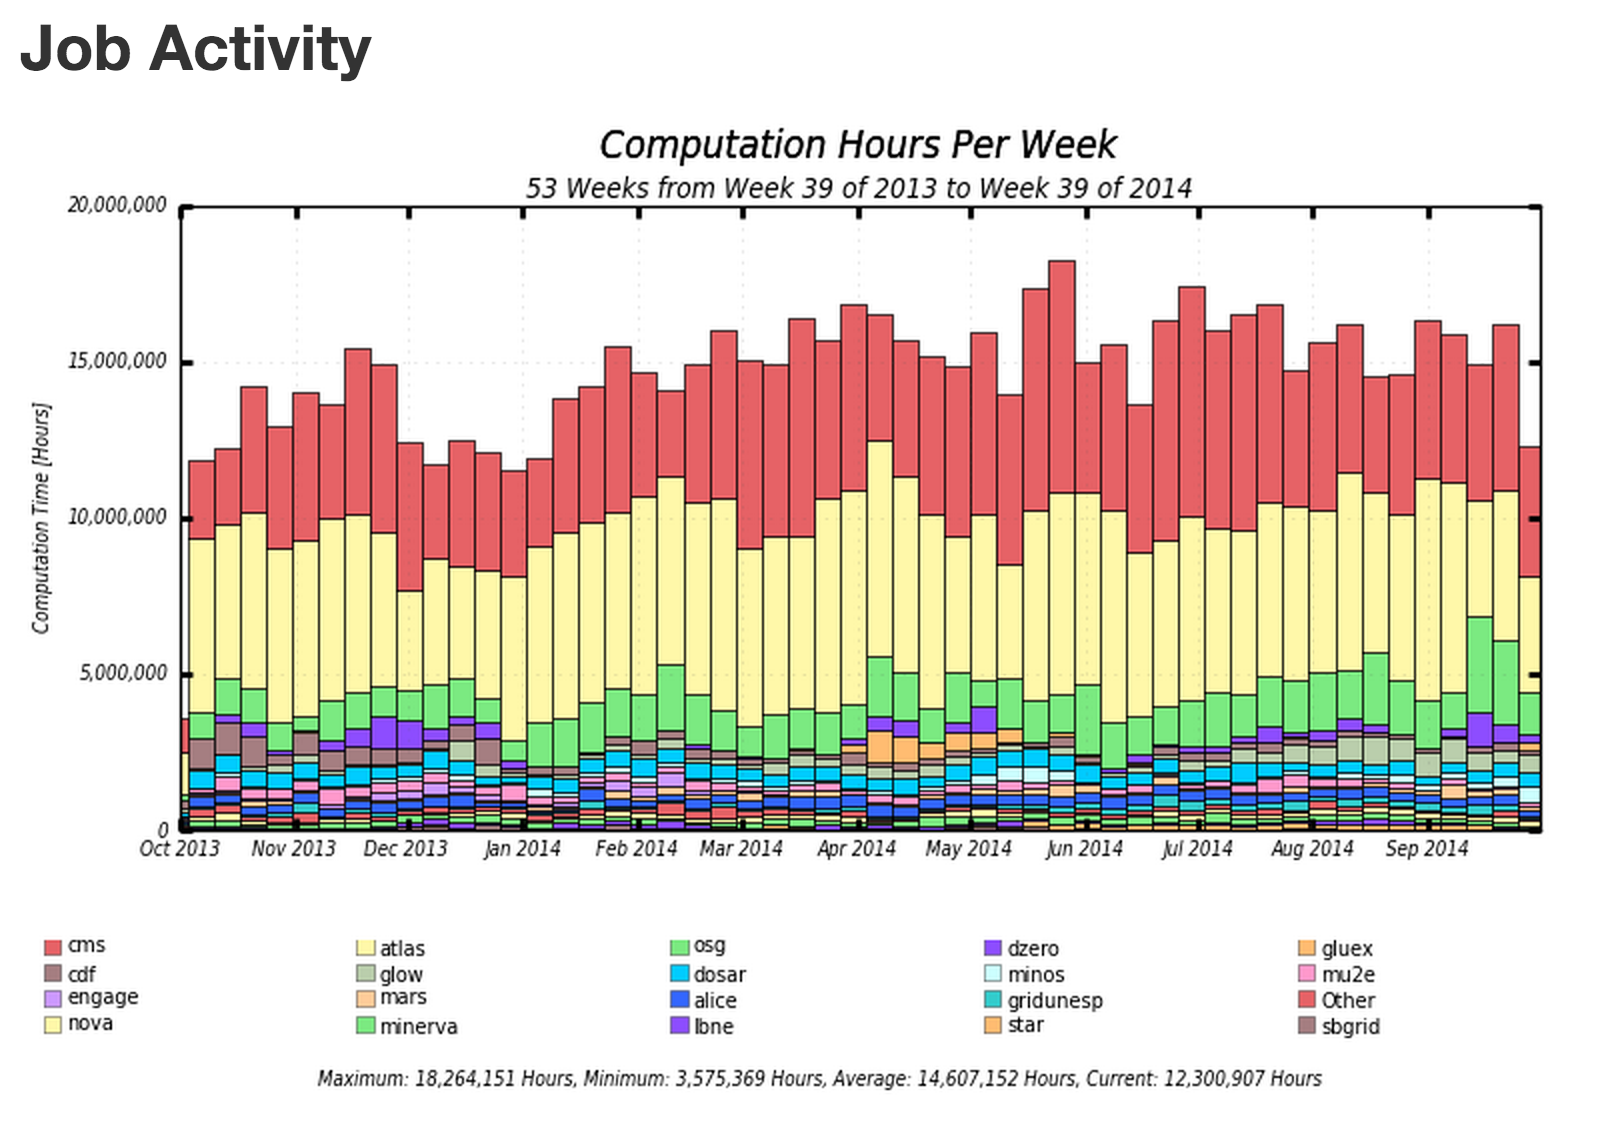 Job Activity
Computation Hours Per Week
53 Weeks from Week 39 of 2013 to Week 39 of 2014
Computation Time [Hours]
20,000,000
15,000,000
10,000,000
5,000,000
0
Oct 2013 Nov 2013 Dec 2013 Jan 2014 Feb 2014 Mar 2014 Apr 2014 May 2014 Jun 2014 Jul 2014 Aug 2014 Sep 2014
cms atlas osg dzero gluex
cdf glow dosar minos mu2e
engage mars alice gridunesp Other
nova minerva lbne star sbgrid
Maximum: 18,264,151 Hours, Minimum: 3,575,369 Hours, Average: 14,607,152 Hours, Current: 12,300,907 Hours